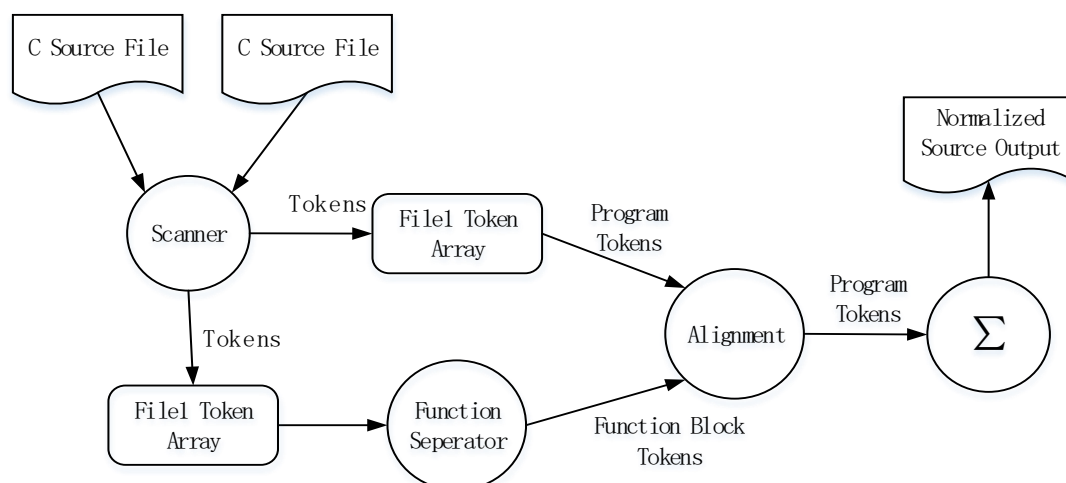 C Source File
C Source File
Normalized
Source Output
Scanner
Tokens
File1 Token
Array
Program
Tokens
Alignment
Program
Tokens
Σ
Tokens
File1 Token
Array
Function
Seperator
Function Block
Tokens